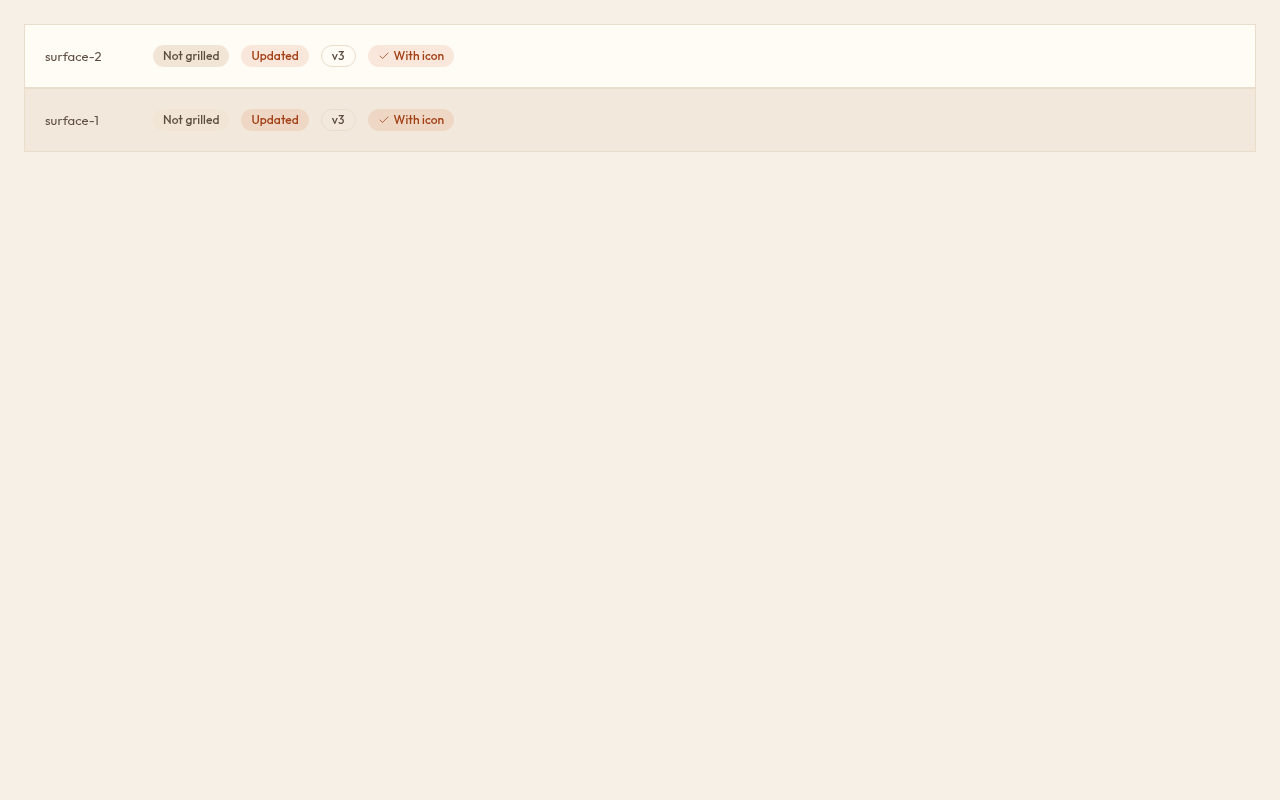 surface-2 Not grilled Updated v3 With icon
surface-1 Not grilled Updated v3 With icon